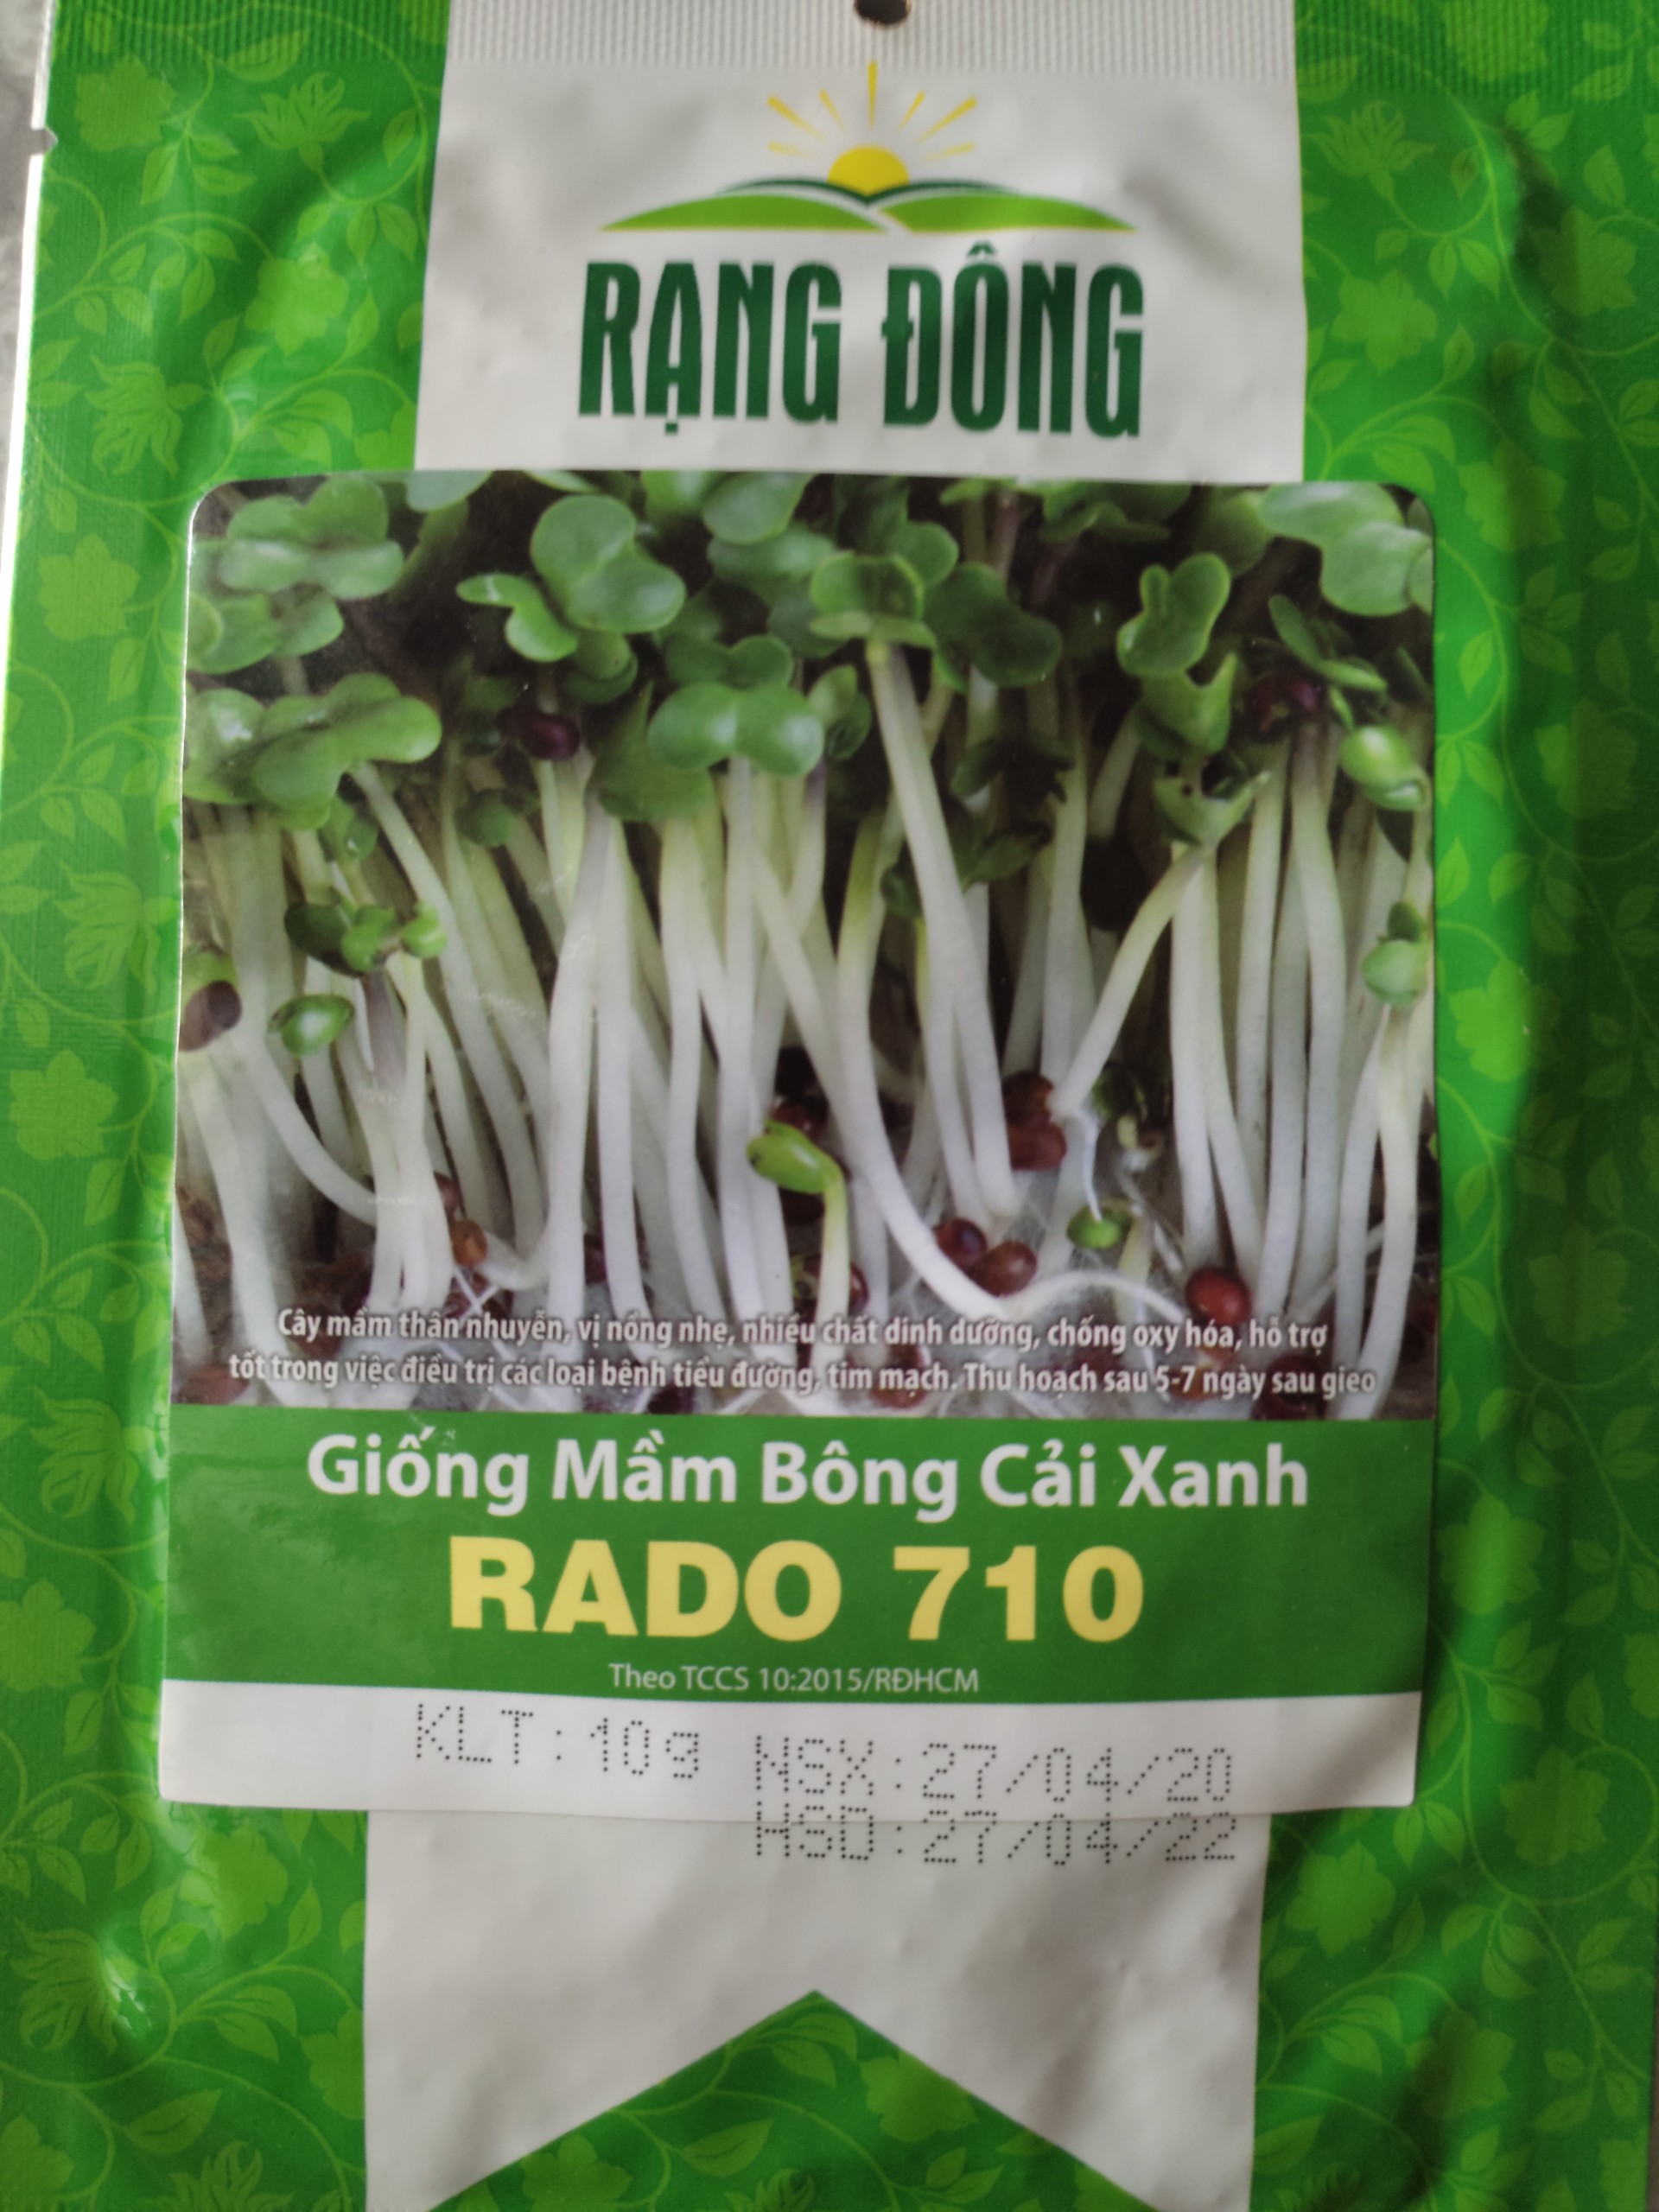 RẠNG ĐÔNG
Cây mầm thân nhuyễn, vị nồng nhẹ, nhiều chất dinh dưỡng, chống oxy hóa, hỗ trợ
tốt trong việc điều trị các loại bệnh tiểu đường, tim mạch. Thu hoạch sau 5-7 ngày sau gieo
Giống Mầm Bông Cải Xanh
RADO 710
Theo TCCS 10:2015/RĐHCM
KLT:10g NSX:27/04/20
HSD:27/04/22